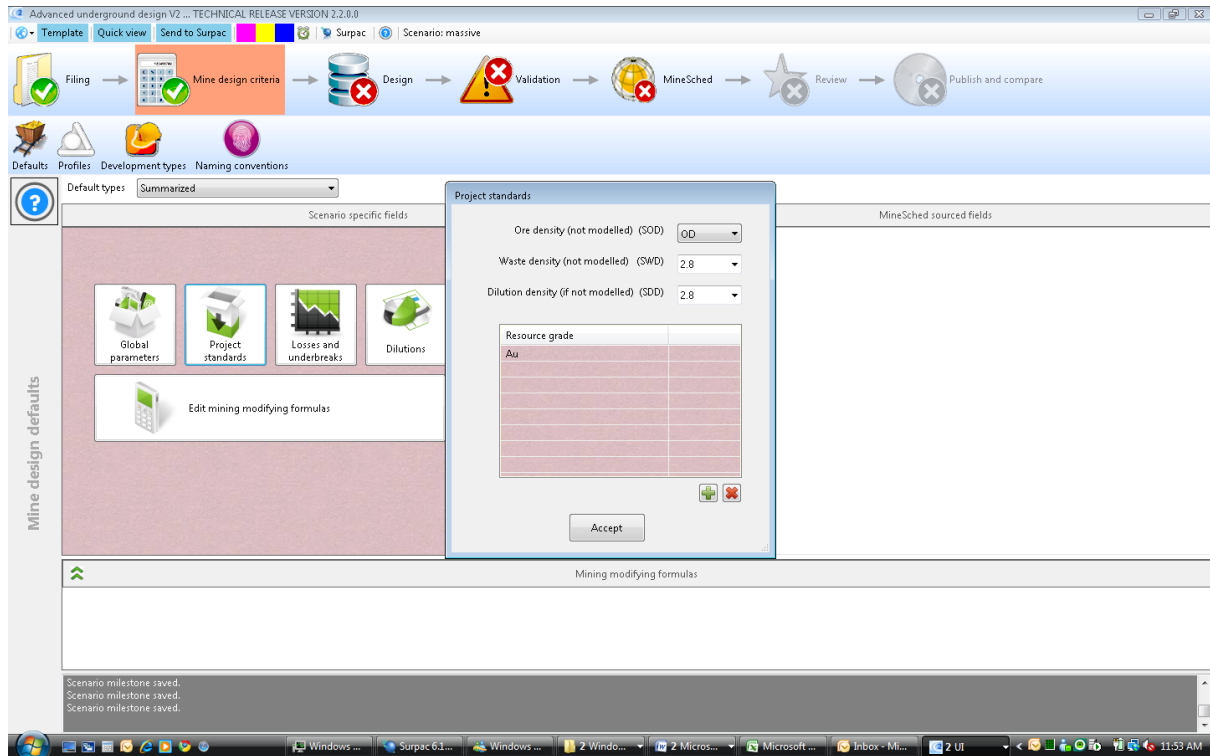 Advanced underground design V2 ... TECHNICAL RELEASE VERSION 2.2.0.0
Template Quick view Send to Surpac Surpac Scenario: massive
Filing Mine design criteria Design Validation MineSched Review Publish and compare
Defaults Profiles Development types Naming conventions
Default types Summarized
Scenario specific fields
MineSched sourced fields
Project standards
Ore density (not modelled) (SOD) OD
Waste density (not modelled) (SWD) 2.8
Dilution density (if not modelled) (SDD) 2.8
Resource grade
Au
Accept
Global parameters
Project standards
Losses and underbreaks
Dilutions
Edit mining modifying formulas
Mine design defaults
Mining modifying formulas
Scenario milestone saved.
Scenario milestone saved.
Scenario milestone saved.
Windows ... Surpac 6.1... Windows ... 2 Windo... 2 Micros... Microsoft ... Inbox - Mi... 2 UI 11:53 AM